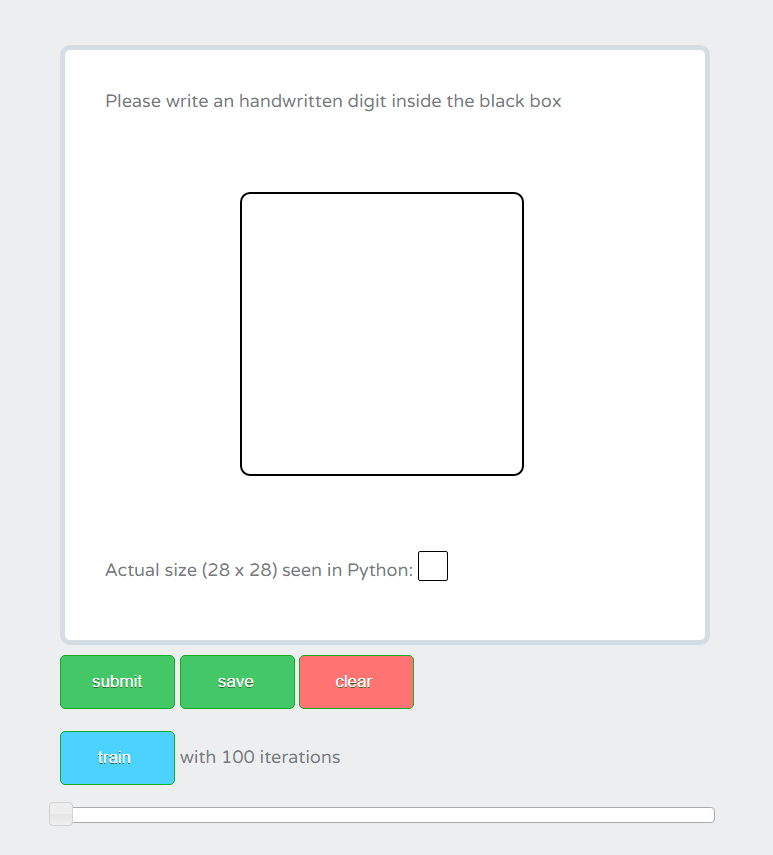 Please write an handwritten digit inside the black box
Actual size (28 x 28) seen in Python:
submit save clear
train with 100 iterations